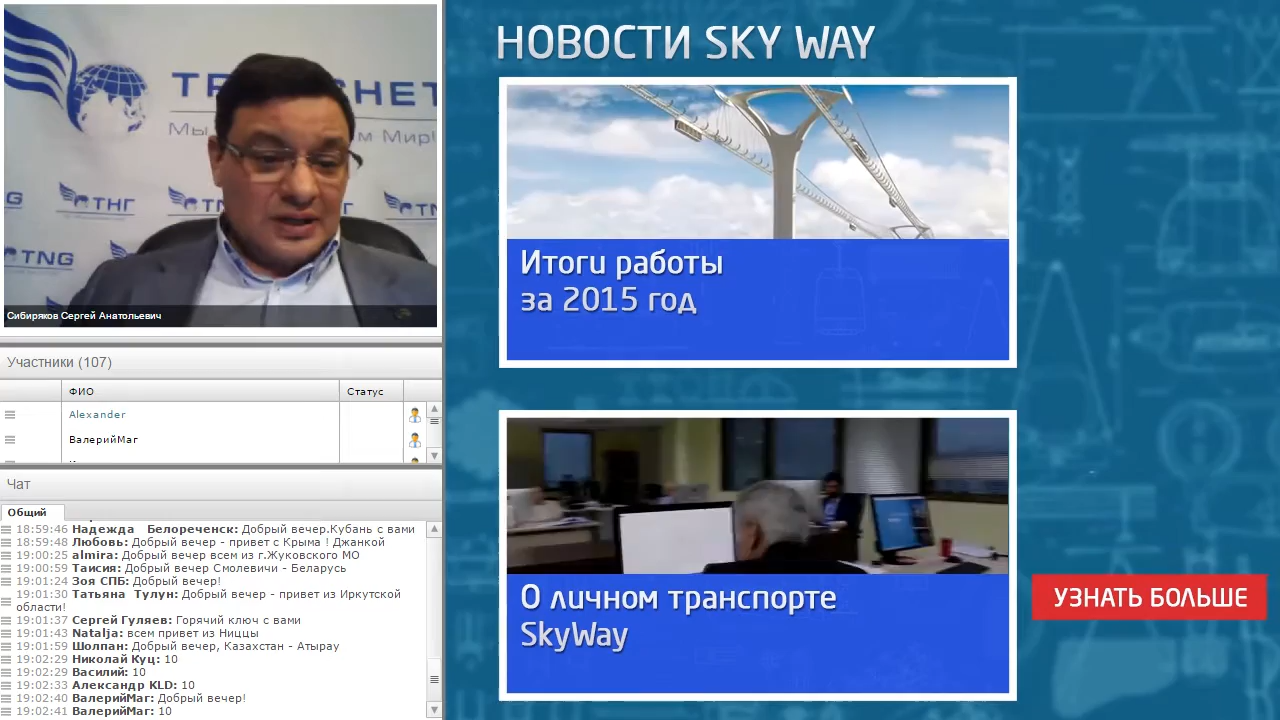 Мы
м Мир!
ТНГ
TNG
Сибиряков Сергей Анатольевич
Участники (107)
ФИО
Статус
Alexander
ВалерийМаг
Чат
Общий
18:59:46 Надежда Белореченск: Добрый вечер.Кубань с вами
18:59:48 Любовь: Добрый вечер - привет с Крыма ! Джанкой
19:00:25 almira: Добрый вечер всем из г.Жуковского МО
19:00:59 Таисия: Добрый вечер Смолевичи - Беларусь
19:01:24 Зоя СПБ: Добрый вечер!
19:01:30 Татьяна Тулун: Добрый вечер - привет из Иркутской
области!
19:01:37 Сергей Гуляев: Горячий ключ с вами
19:01:43 Natalja: всем привет из Ниццы
19:01:59 Шолпан: Добрый вечер, Казахстан - Атырау
19:02:29 Николай Куц: 10
19:02:29 Василий: 10
19:02:33 Александр KLD: 10
19:02:40 ВалерийМаг: Добрый вечер!
19:02:41 ВалерийМаг: 10
НОВОСТИ SKY WAY
Итоги работы
за 2015 год
О личном транспорте
SkyWay
УЗНАТЬ БОЛЬШЕ